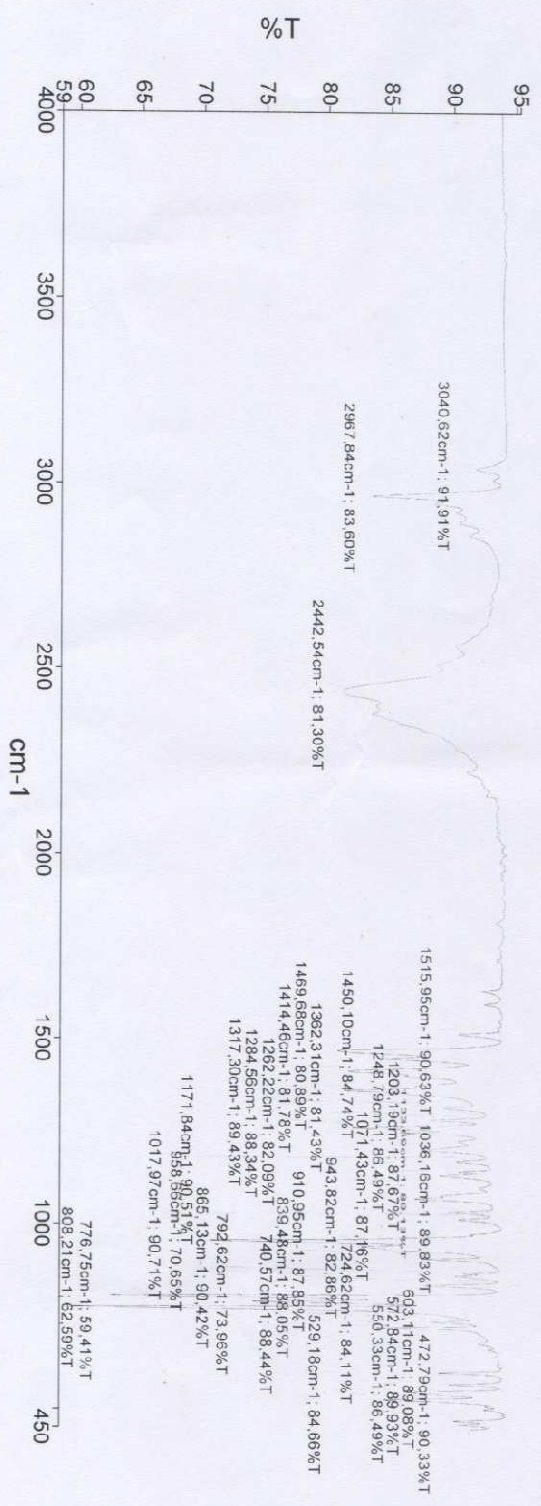 %T
95
90
85
80
75
70
65
60
59
4000
3500
3000
2500
2000
1500
1000
450
cm-1
3040,62cm-1; 91,91%T
2967,84cm-1; 83,60%T
2442,54cm-1; 81,30%T
1515,95cm-1; 90,63%T
1036,16cm-1; 89,83%T
472,79cm-1; 90,33%T
603,11cm-1; 89,08%T
1203,19cm-1; 87,67%T
572,84cm-1; 89,93%T
1248,79cm-1; 86,49%T
550,33cm-1; 86,49%T
1071,43cm-1; 87,16%T
1450,10cm-1; 84,74%T
724,62cm-1; 84,11%T
943,82cm-1; 82,86%T
1362,31cm-1; 81,43%T
529,18cm-1; 84,66%T
1469,68cm-1; 80,89%T
910,95cm-1; 87,85%T
1414,46cm-1; 81,78%T
839,48cm-1; 88,05%T
1262,22cm-1; 82,09%T
740,57cm-1; 88,44%T
1284,56cm-1; 88,34%T
1317,30cm-1; 89,43%T
792,62cm-1; 73,96%T
865,13cm-1; 90,42%T
1171,84cm-1; 90,51%T
958,66cm-1; 70,65%T
1017,97cm-1; 90,71%T
776,75cm-1; 59,41%T
808,21cm-1; 62,59%T